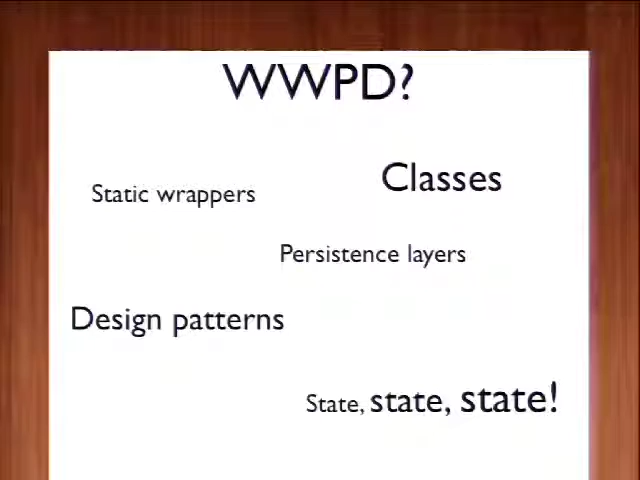 WWPD?
Classes
Static wrappers
Persistence layers
Design patterns
State, state, state!